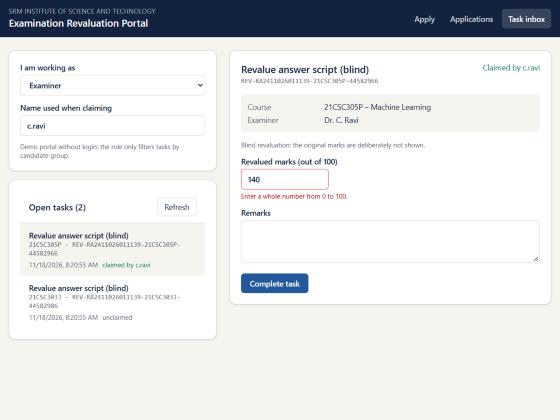 SRM INSTITUTE OF SCIENCE AND TECHNOLOGY
Examination Revaluation Portal
Apply
Applications
Task inbox
I am working as
Examiner
Name used when claiming
c.ravi
Demo portal without login: the role only filters tasks by
candidate group.
Open tasks (2)
Refresh
Revalue answer script (blind)
21CSC305P - REV-RA2411026011139-21CSC305P-
44582966
11/18/2026, 8:20:55 AM claimed by c.ravi
Revalue answer script (blind)
21CSC303J - REV-RA2411026011139-21CSC303J-
44582986
11/18/2026, 8:20:55 AM unclaimed
Revalue answer script (blind)
Claimed by c.ravi
REV-RA2411026011139-21CSC305P-44582966
Course 21CSC305P – Machine Learning
Examiner Dr. C. Ravi
Blind revaluation: the original marks are deliberately not shown.
Revalued marks (out of 100)
140
Enter a whole number from 0 to 100.
Remarks
Complete task